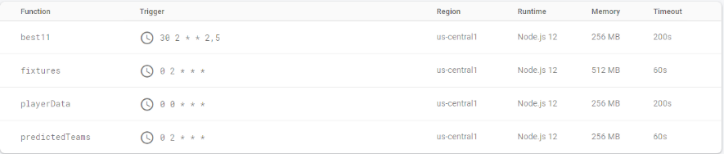 Function Trigger Region Runtime Memory Timeout
best11 30 2 * * 2,5 us-central1 Node.js 12 256 MB 200s
fixtures 0 2 * * * us-central1 Node.js 12 512 MB 60s
playerData 0 0 * * * us-central1 Node.js 12 256 MB 200s
predictedTeams 0 2 * * * us-central1 Node.js 12 256 MB 60s